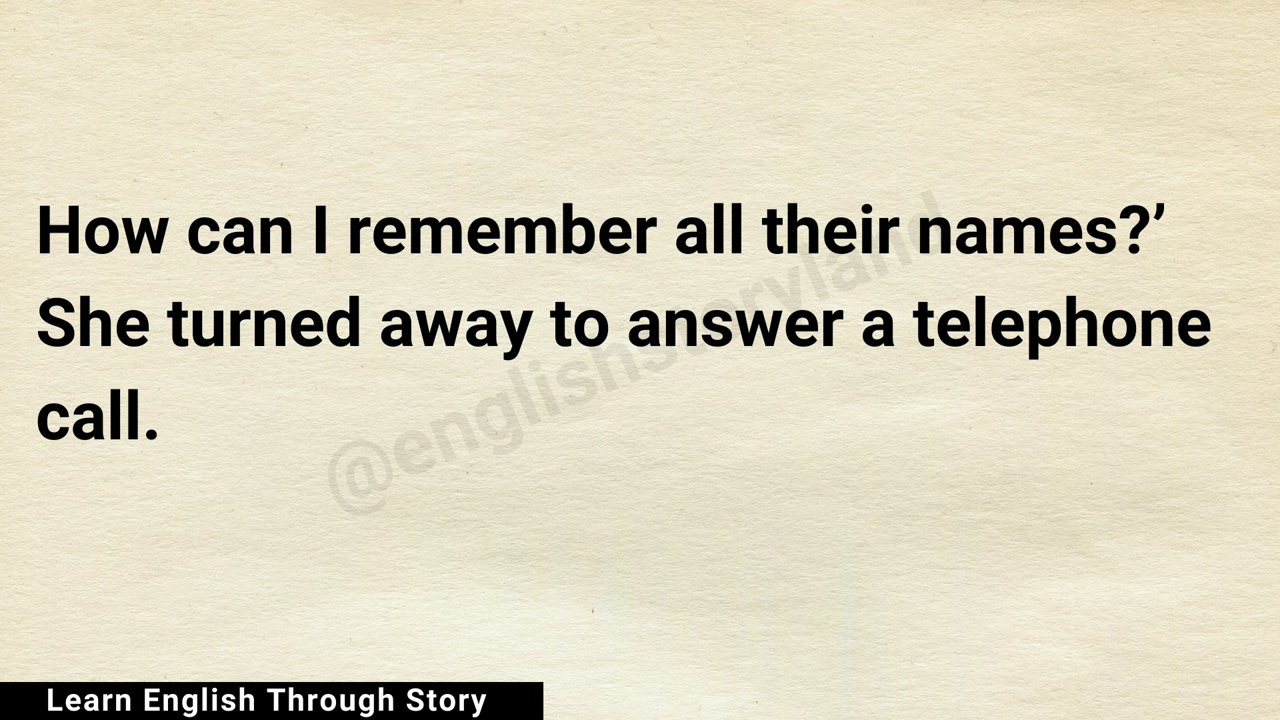 How can I remember all their names?’
She turned away to answer a telephone
call.
@englishstoryland
Learn English Through Story